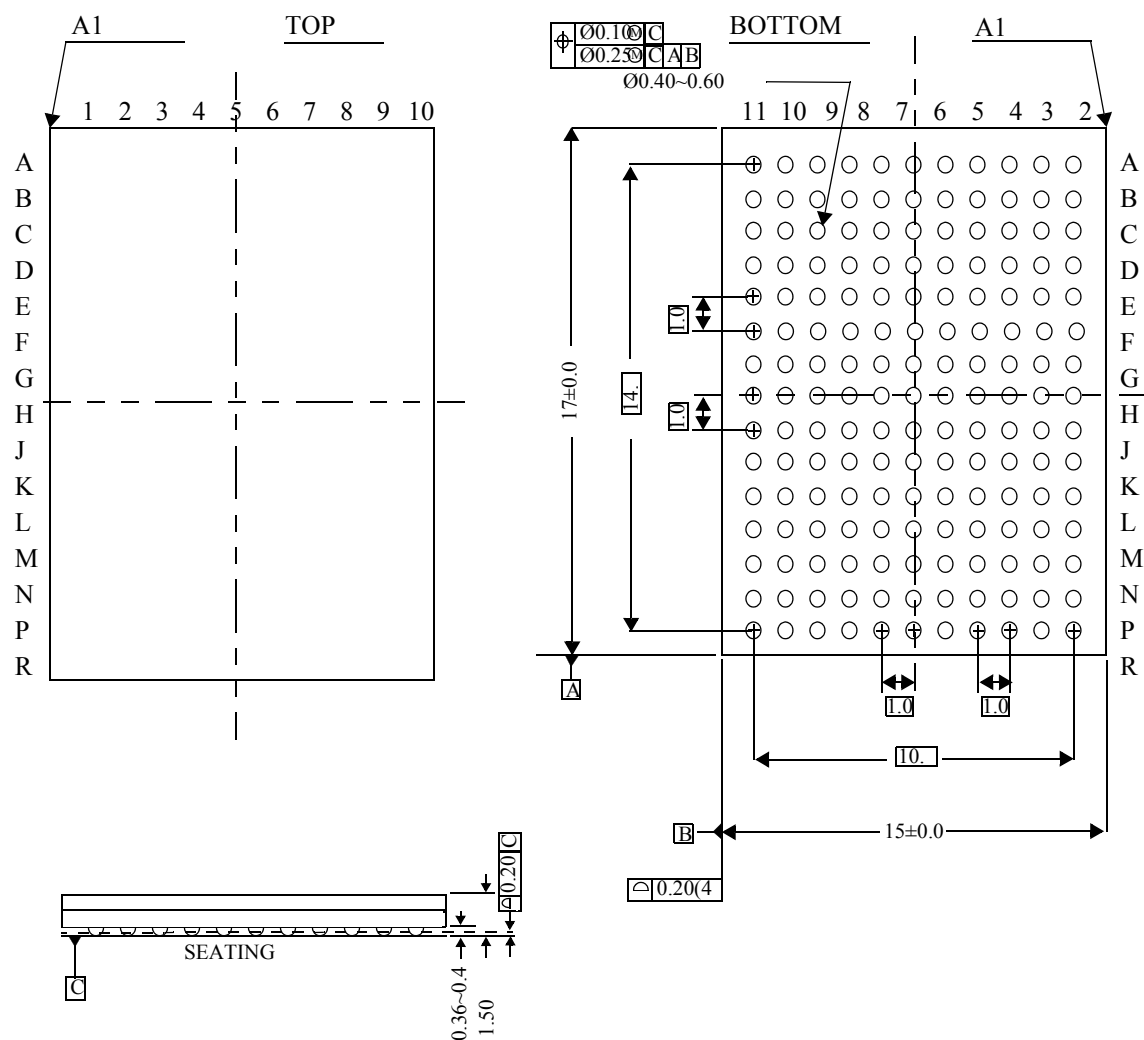 A1
TOP
1 2 3 4 5 6 7 8 9 10
A
B
C
D
E
F
G
H
J
K
L
M
N
P
R
Ø0.10Ⓜ C
Ø0.25Ⓜ C A B
Ø0.40~0.60
BOTTOM
A1
11 10 9 8 7 6 5 4 3 2
A
B
C
D
E
F
G
H
J
K
L
M
N
P
R
1.0
1.0
14.
17±0.0
A
1.0
1.0
10.
B
15±0.0
0.20(4
0.20 C
SEATING
C
0.36~0.4
1.50